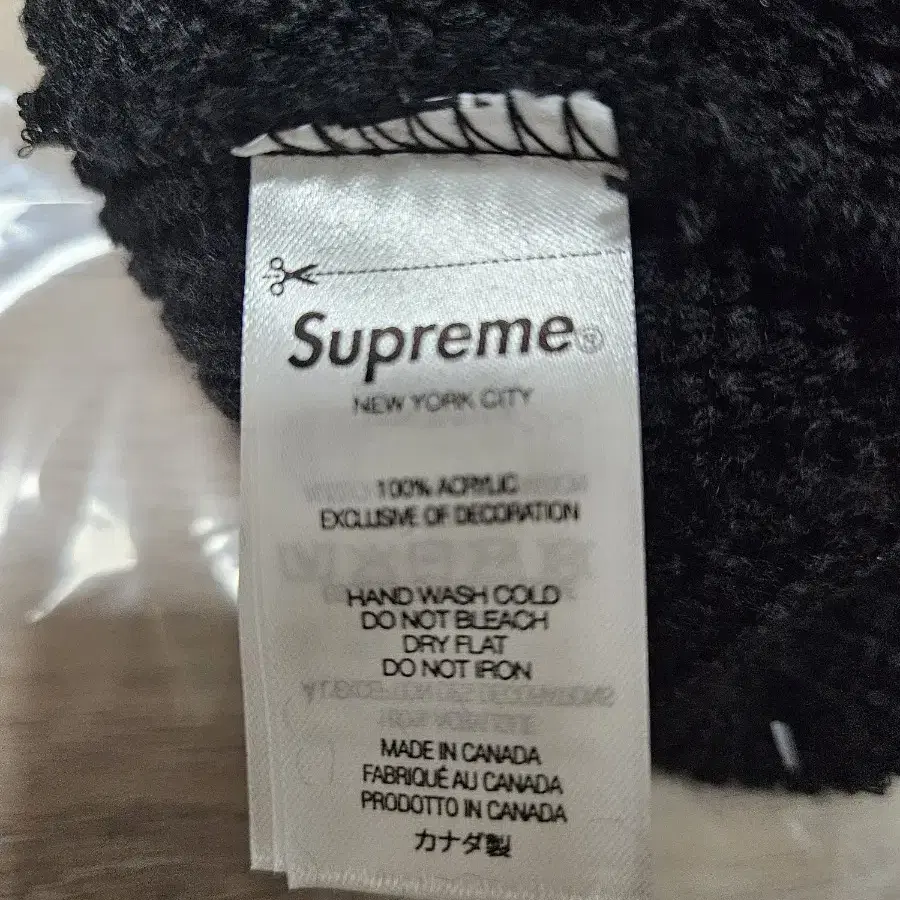 Supreme®
NEW YORK CITY
100% ACRYLIC
EXCLUSIVE OF DECORATION
HAND WASH COLD
DO NOT BLEACH
DRY FLAT
DO NOT IRON
MADE IN CANADA
FABRIQUÉ AU CANADA
PRODOTTO IN CANADA
カナダ製